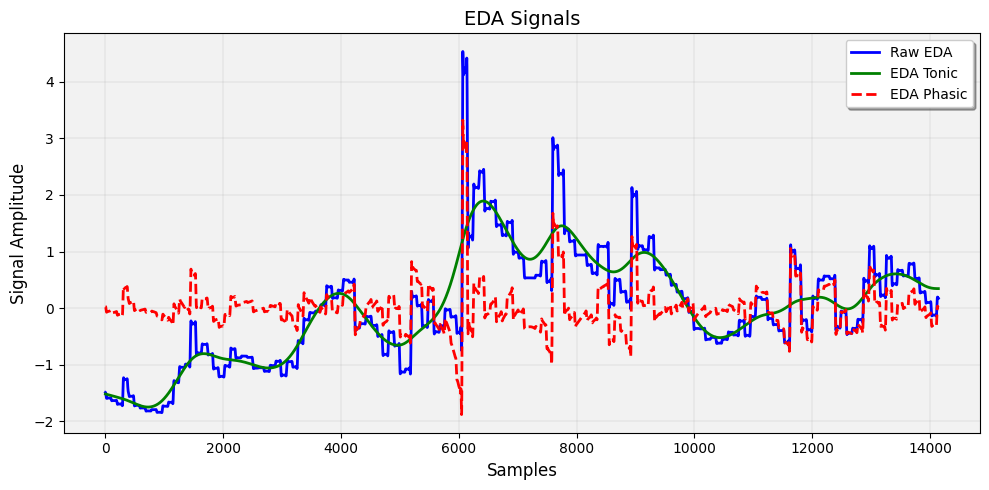 EDA Signals
Raw EDA
EDA Tonic
EDA Phasic
Signal Amplitude
4
3
2
1
0
−1
−2
0
2000
4000
6000
8000
10000
12000
14000
Samples